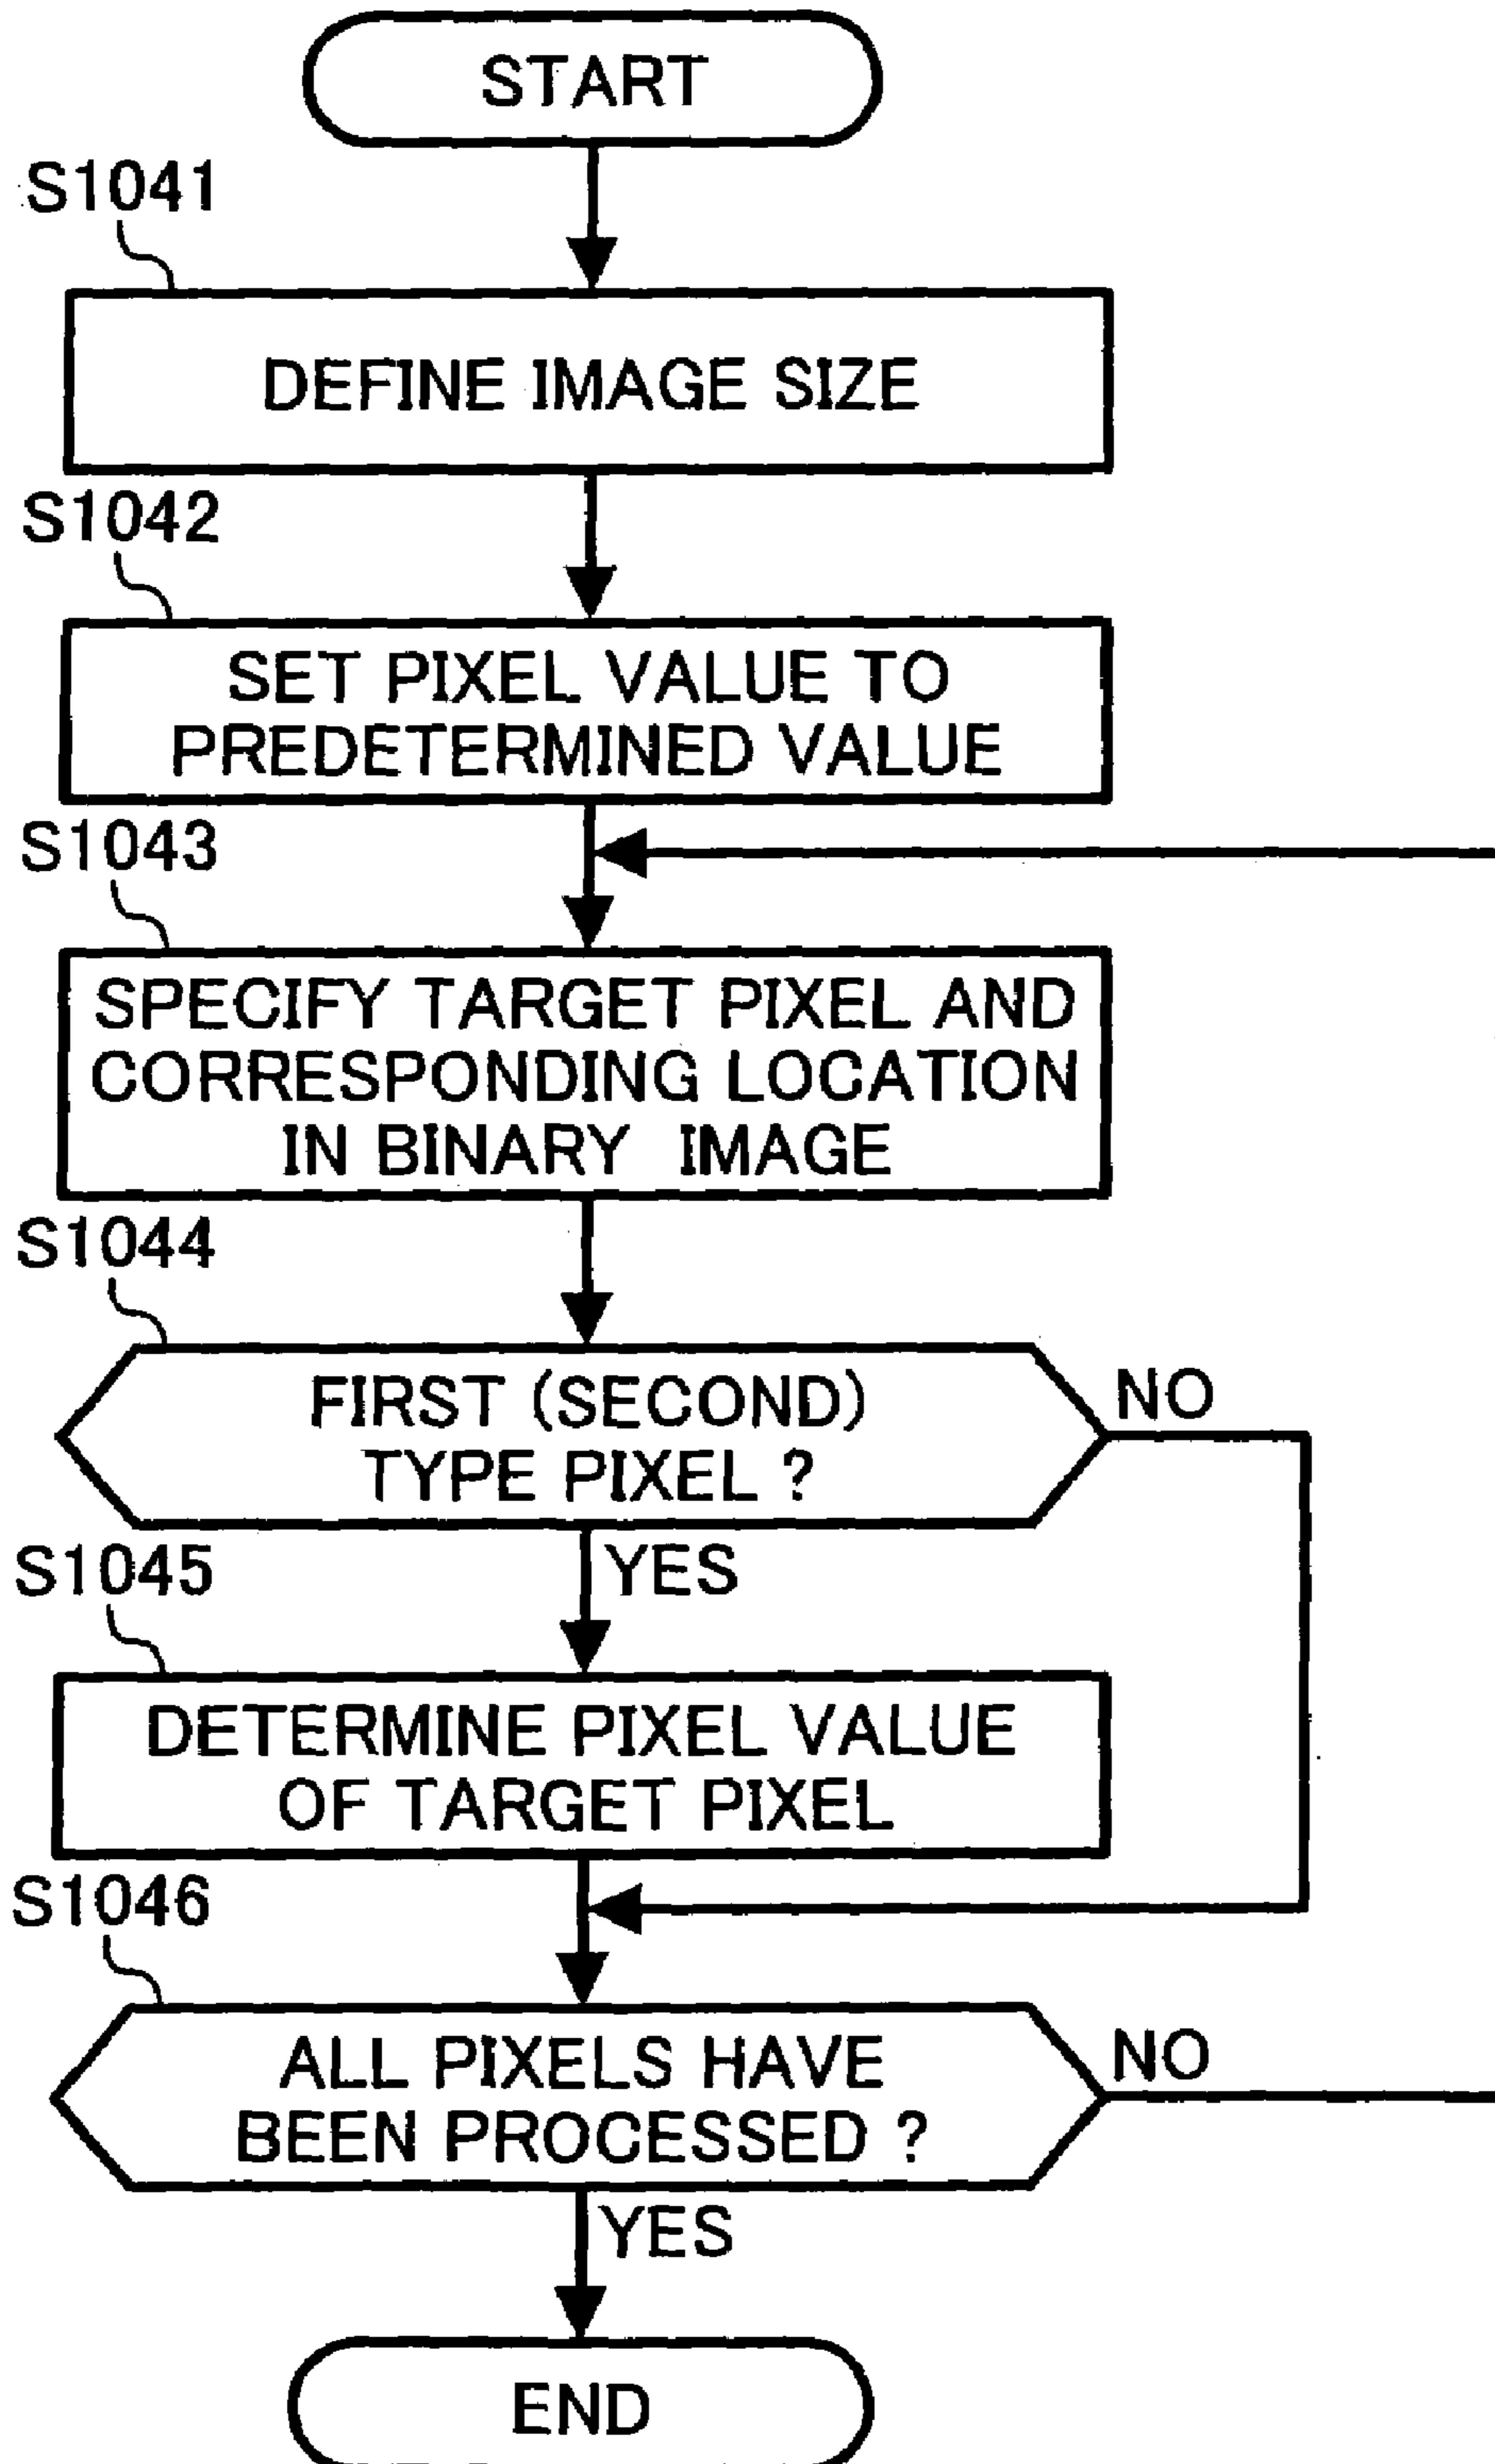 START
S1041
DEFINE IMAGE SIZE
S1042
SET PIXEL VALUE TO
PREDETERMINED VALUE
S1043
SPECIFY TARGET PIXEL AND
CORRESPONDING LOCATION
IN BINARY IMAGE
S1044
FIRST (SECOND)
TYPE PIXEL ?
NO
YES
S1045
DETERMINE PIXEL VALUE
OF TARGET PIXEL
S1046
ALL PIXELS HAVE
BEEN PROCESSED ?
NO
YES
END